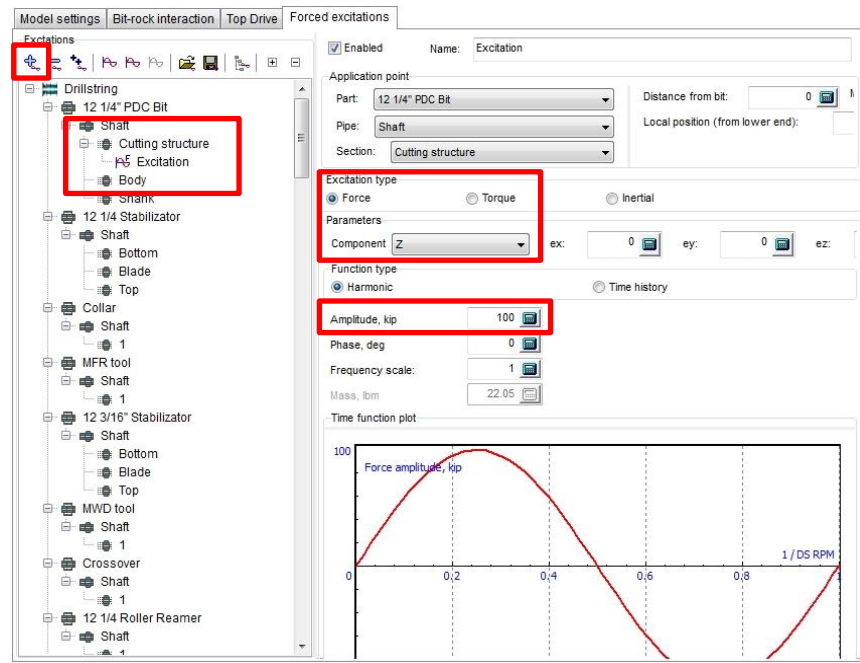 Model settings Bit-rock interaction Top Drive Forced excitations
Exctations
Drillstring
12 1/4" PDC Bit
Shaft
Cutting structure
Excitation
Body
Shank
12 1/4 Stabilizator
Shaft
Bottom
Blade
Top
Collar
Shaft
1
MFR tool
Shaft
1
12 3/16" Stabilizator
Shaft
Bottom
Blade
Top
MWD tool
Shaft
1
Crossover
Shaft
1
12 1/4 Roller Reamer
Shaft
1
Enabled Name: Excitation
Application point
Part: 12 1/4" PDC Bit Distance from bit: 0
Pipe: Shaft Local position (from lower end):
Section: Cutting structure
Excitation type
Force Torque Inertial
Parameters
Component Z ex: 0 ey: 0 ez:
Function type
Harmonic Time history
Amplitude, kip 100
Phase, deg 0
Frequency scale: 1
Mass, lbm 22.05
Time function plot
100
Force amplitude, kip
1 / DS RPM
0 0,2 0,4 0,6 0,8 1